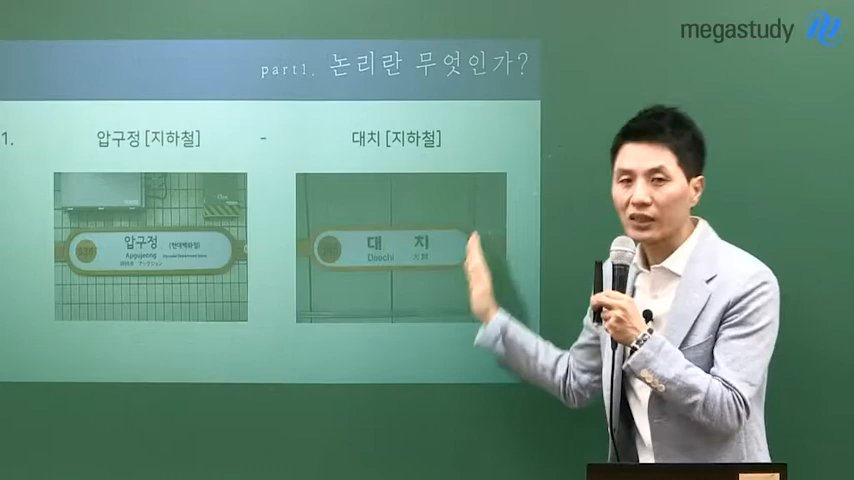 megastudy
part1. 논리란 무엇인가?
1. 압구정 [지하철] - 대치 [지하철]
압구정 (현대백화점)
Apgujeong
대 치
Daechi